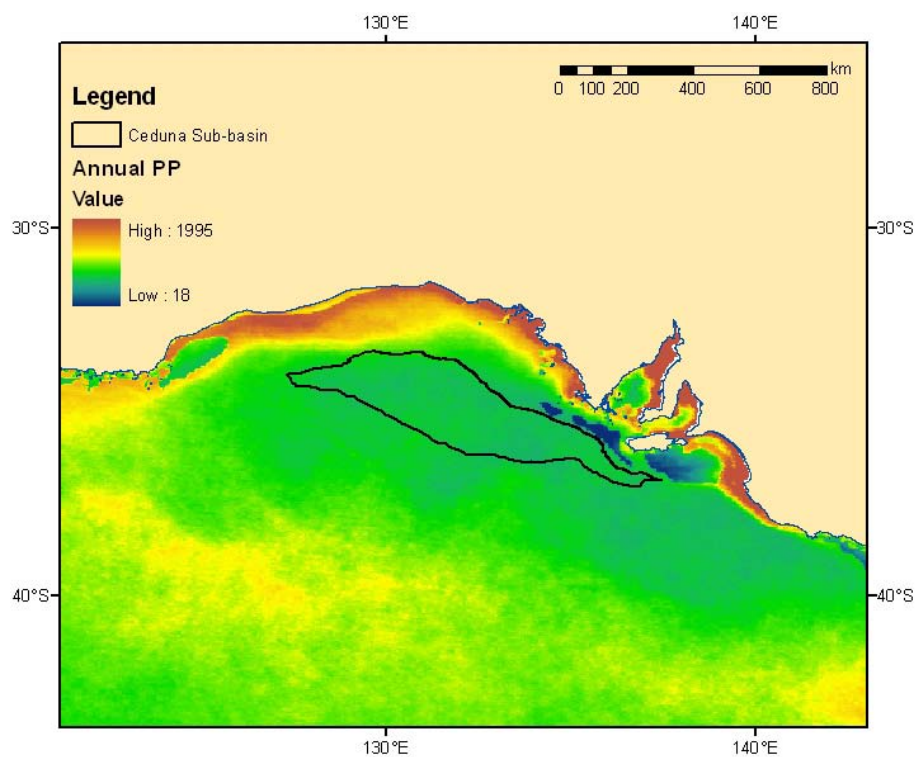 130°E 140°E
km
0 100 200 400 600 800
Legend
Ceduna Sub-basin
Annual PP
Value
High : 1995
Low : 18
30°S 30°S
40°S 40°S
130°E 140°E